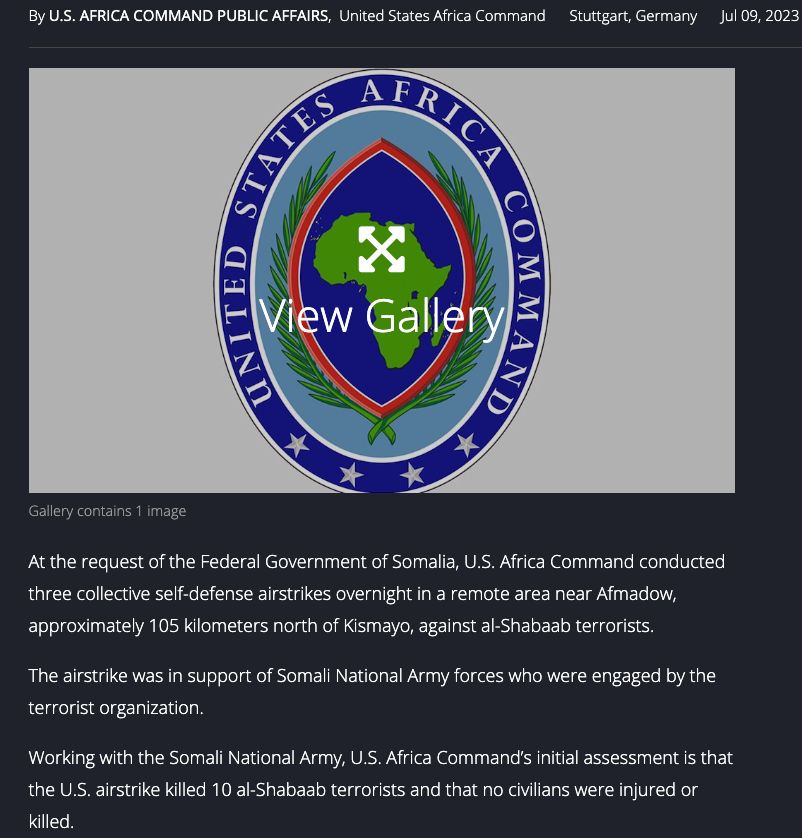 By U.S. AFRICA COMMAND PUBLIC AFFAIRS, United States Africa Command Stuttgart, Germany Jul 09, 2023
UNITED STATES AFRICA COMMAND
View Gallery
Gallery contains 1 image
At the request of the Federal Government of Somalia, U.S. Africa Command conducted
three collective self-defense airstrikes overnight in a remote area near Afmadow,
approximately 105 kilometers north of Kismayo, against al-Shabaab terrorists.
The airstrike was in support of Somali National Army forces who were engaged by the
terrorist organization.
Working with the Somali National Army, U.S. Africa Command’s initial assessment is that
the U.S. airstrike killed 10 al-Shabaab terrorists and that no civilians were injured or
killed.